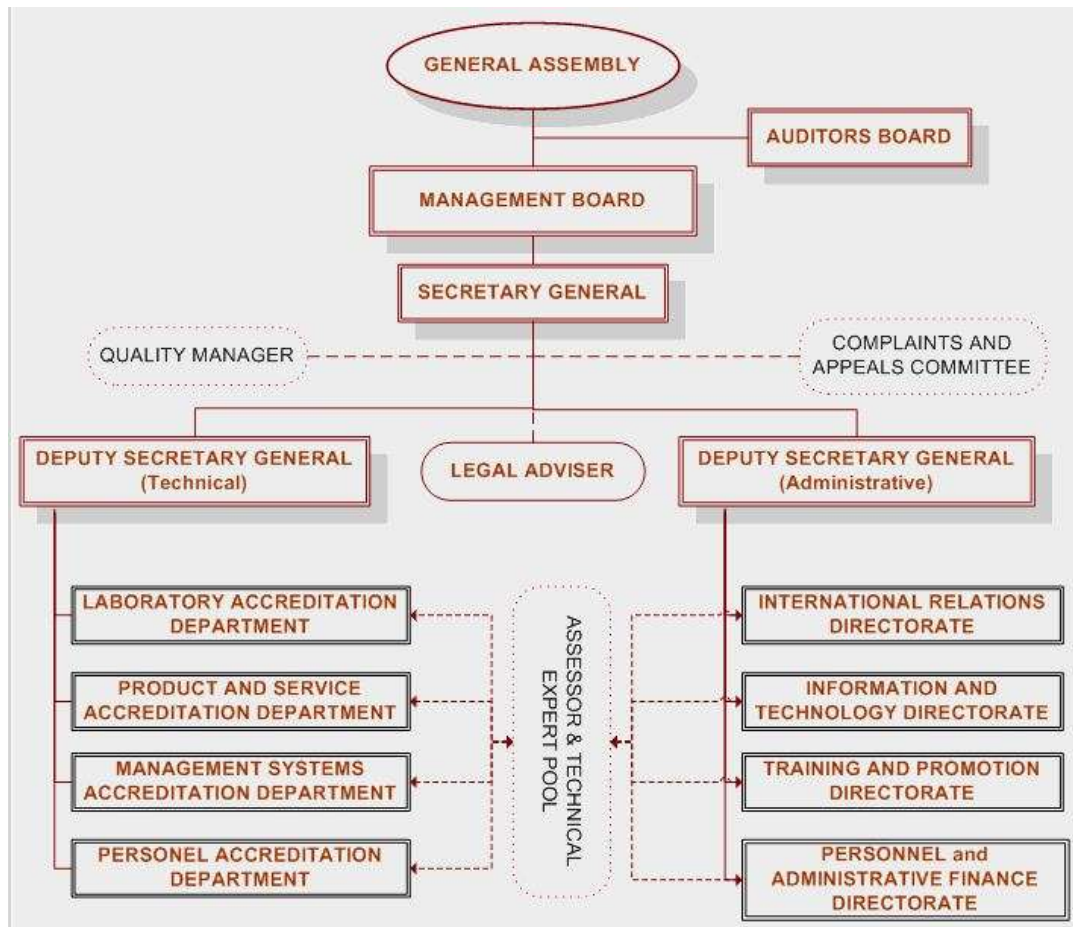 GENERAL ASSEMBLY
AUDITORS BOARD
MANAGEMENT BOARD
SECRETARY GENERAL
QUALITY MANAGER
COMPLAINTS AND
APPEALS COMMITTEE
DEPUTY SECRETARY GENERAL
(Technical)
LEGAL ADVISER
DEPUTY SECRETARY GENERAL
(Administrative)
LABORATORY ACCREDITATION
DEPARTMENT
PRODUCT AND SERVICE
ACCREDITATION DEPARTMENT
MANAGEMENT SYSTEMS
ACCREDITATION DEPARTMENT
PERSONEL ACCREDITATION
DEPARTMENT
ASSESSOR & TECHNICAL
EXPERT POOL
INTERNATIONAL RELATIONS
DIRECTORATE
INFORMATION AND
TECHNOLOGY DIRECTORATE
TRAINING AND PROMOTION
DIRECTORATE
PERSONNEL and
ADMINISTRATIVE FINANCE
DIRECTORATE